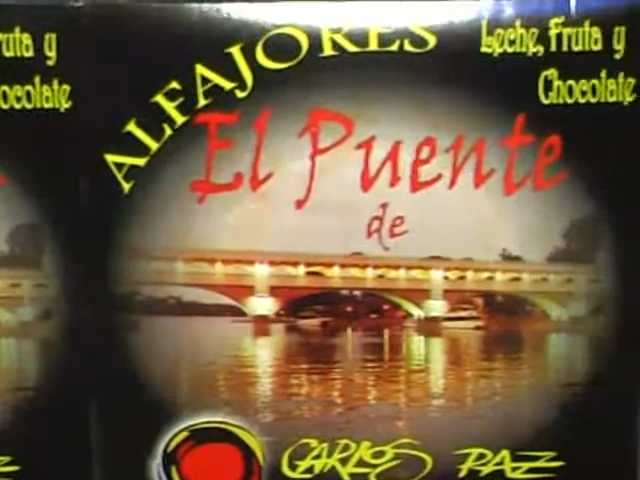 ALFAJORES
Leche, Fruta y
Chocolate
El Puente
de
CARLOS PAZ
ruta y
ocolate